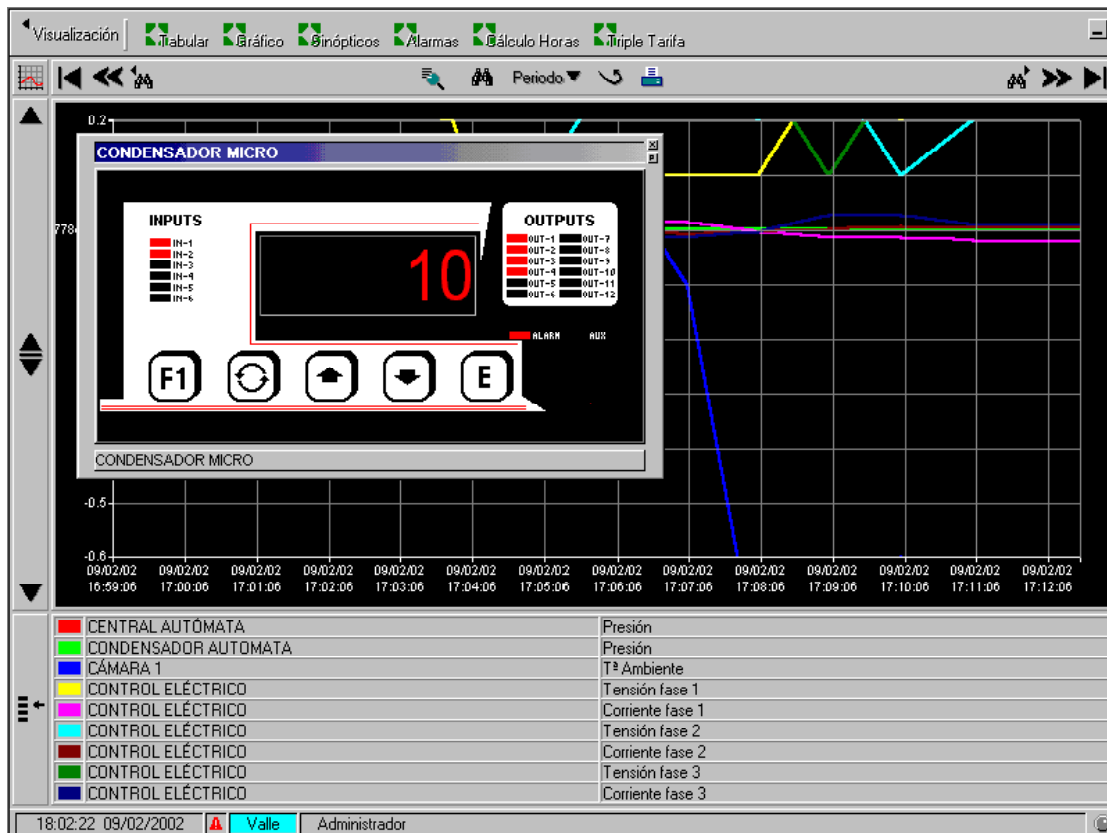 Visualización Tabular Gráfico Sinópticos Alarmas Cálculo Horas Triple Tarifa
Periodo
0.2
CONDENSADOR MICRO
778
INPUTS
IN-1
IN-2
IN-3
IN-4
IN-5
IN-6
10
OUTPUTS
OUT-1 OUT-7
OUT-2 OUT-8
OUT-3 OUT-9
OUT-4 OUT-10
OUT-5 OUT-11
OUT-6 OUT-12
ALARM AUX
F1 E
CONDENSADOR MICRO
-0.5
-0.6
09/02/02 09/02/02 09/02/02 09/02/02 09/02/02 09/02/02 09/02/02 09/02/02 09/02/02 09/02/02 09/02/02 09/02/02 09/02/02 09/02/02
16:59:06 17:00:06 17:01:06 17:02:06 17:03:06 17:04:06 17:05:06 17:06:06 17:07:06 17:08:06 17:09:06 17:10:06 17:11:06 17:12:06
CENTRAL AUTÓMATA Presión
CONDENSADOR AUTOMATA Presión
CÁMARA 1 Tª Ambiente
CONTROL ELÉCTRICO Tensión fase 1
CONTROL ELÉCTRICO Corriente fase 1
CONTROL ELÉCTRICO Tensión fase 2
CONTROL ELÉCTRICO Corriente fase 2
CONTROL ELÉCTRICO Tensión fase 3
CONTROL ELÉCTRICO Corriente fase 3
18:02:22 09/02/2002 Valle Administrador